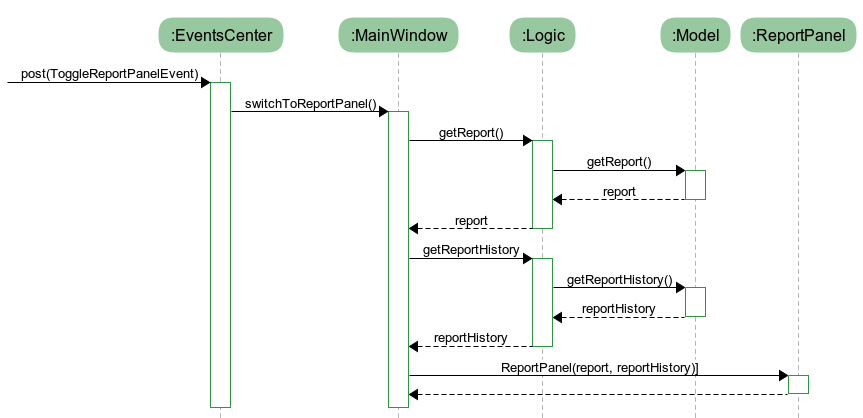 :EventsCenter
:MainWindow
:Logic
:Model
:ReportPanel
post(ToggleReportPanelEvent)
switchToReportPanel()
getReport()
getReport()
report
report
getReportHistory
getReportHistory()
reportHistory
reportHistory
ReportPanel(report, reportHistory)]